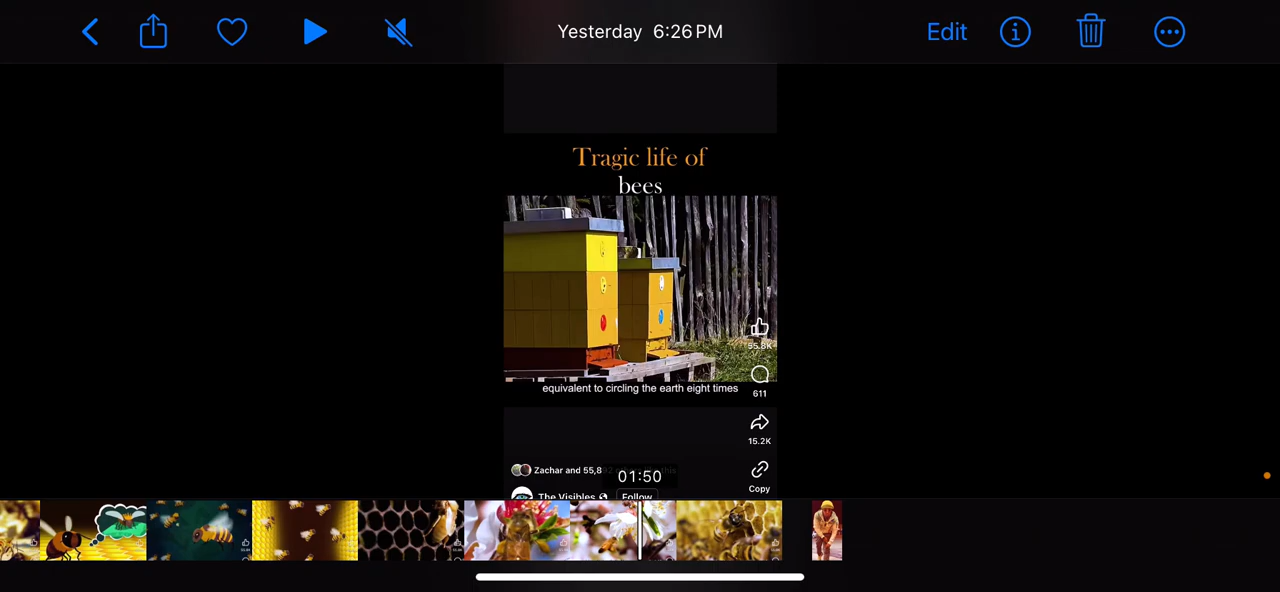 Yesterday 6:26 PM
Edit
Tragic life of
bees
55.8K
equivalent to circling the earth eight times
611
15.2K
Zachar and 55,892
01:50
Copy
The Visibles
Follow